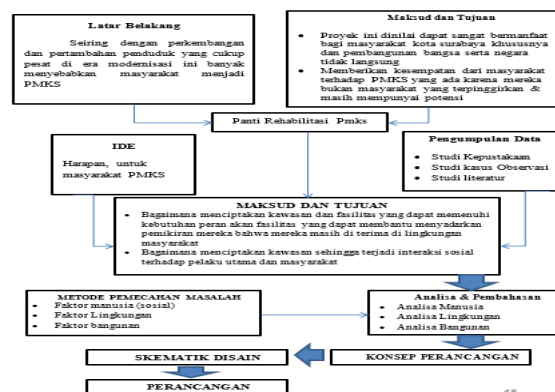 Latar Belakang
Seiring dengan perkembangan
dan pertambahan penduduk yang cukup
pesat di era modernisasi ini banyak
menyebabkan masyarakat menjadi
PMKS
Maksud dan Tujuan
• Proyek ini dinilai dapat sangat bermanfaat
bagi masyarakat kota surabaya khususnya
dan pembangunan bangsa serta negara
tidak langsung
• Memberikan kesempatan dari masyarakat
terhadap PMKS yang ada karena mereka
bukan masyarakat yang terpinggirkan &
masih mempunyai potensi
Panti Rehabilitasi Pmks
IDE
Harapan, untuk
masyarakat PMKS
Pengumpulan Data
• Studi Kepustakaan
• Studi kasus Observasi
• Studi literatur
MAKSUD DAN TUJUAN
• Bagaimana menciptakan kawasan dan fasilitas yang dapat memenuhi
kebutuhan peran akan fasilitas yang dapat membantu menyadarkan
pemikiran mereka bahwa mereka masih di terima di lingkungan
masyarakat
• Bagaimana menciptakan kawasan sehingga terjadi interaksi sosial
terhadap pelaku utama dan masyarakat
METODE PEMECAHAN MASALAH
• Faktor manusia (sosial)
• Faktor Lingkungan
• Faktor bangunan
Analisa & Pembahasan
• Analisa Manusia
• Analisa Lingkungan
• Analisa Bangunan
SKEMATIK DISAIN
KONSEP PERANCANGAN
PERANCANGAN